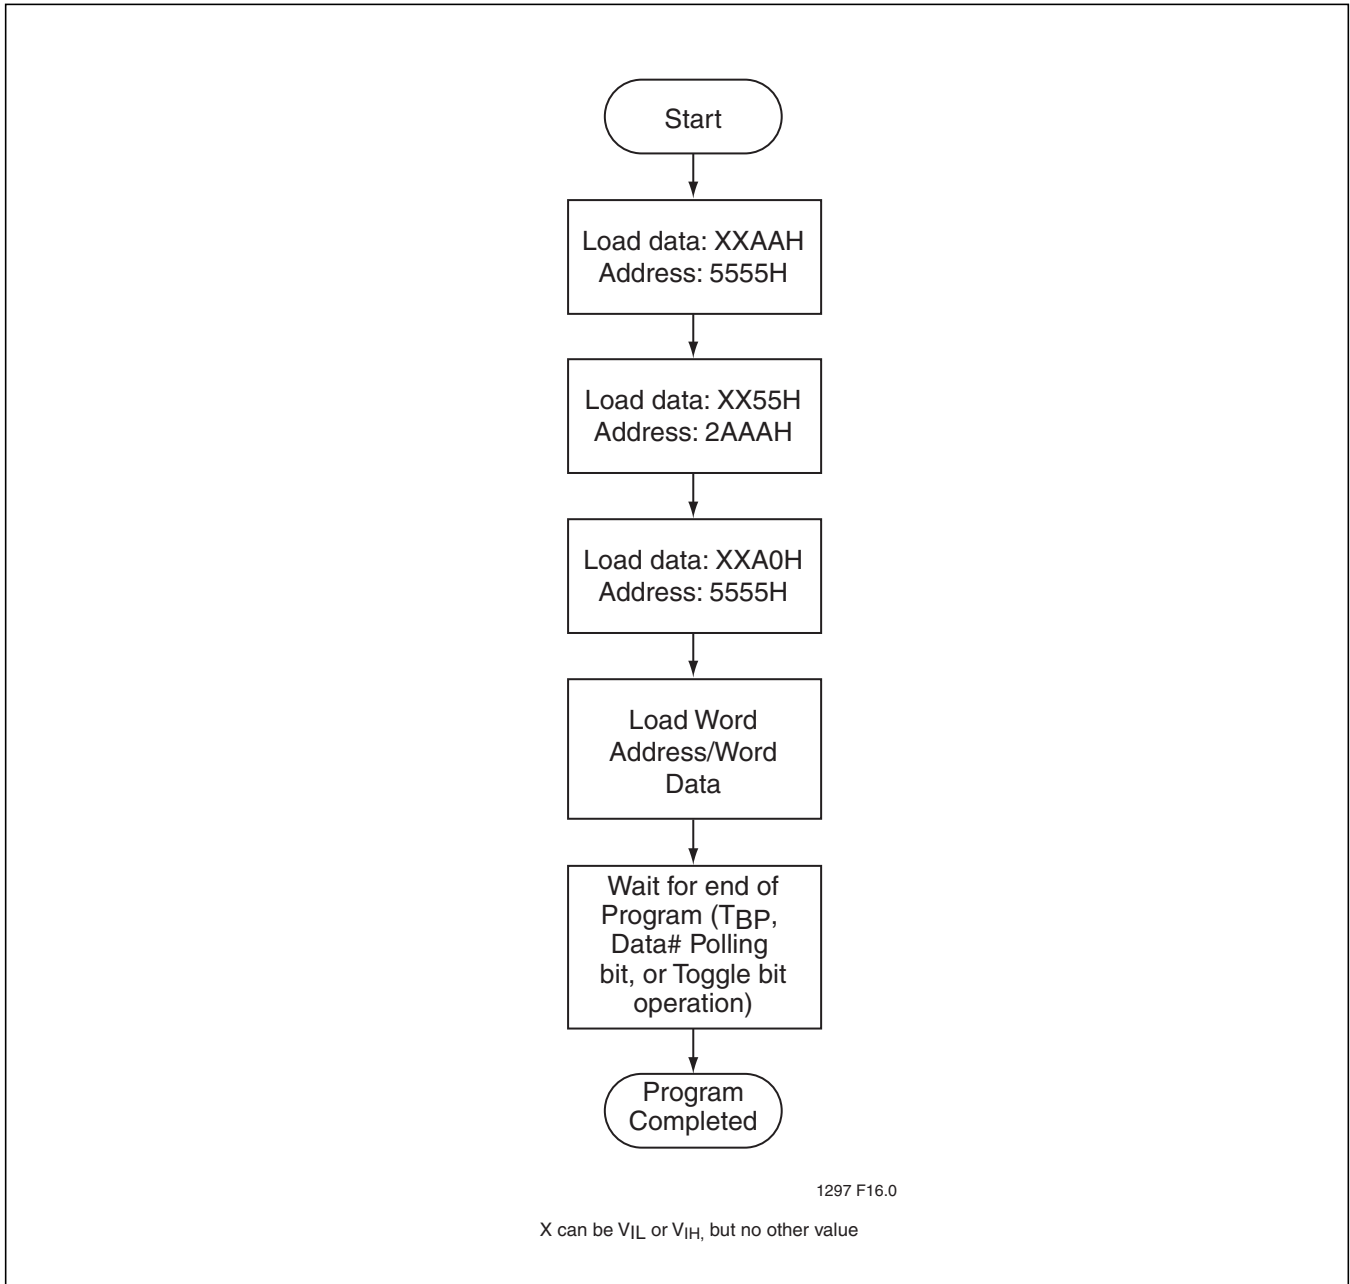 Start
Load data: XXAAH
Address: 5555H
Load data: XX55H
Address: 2AAAH
Load data: XXA0H
Address: 5555H
Load Word
Address/Word
Data
Wait for end of
Program (TBP,
Data# Polling
bit, or Toggle bit
operation)
Program
Completed
1297 F16.0
X can be VIL or VIH, but no other value